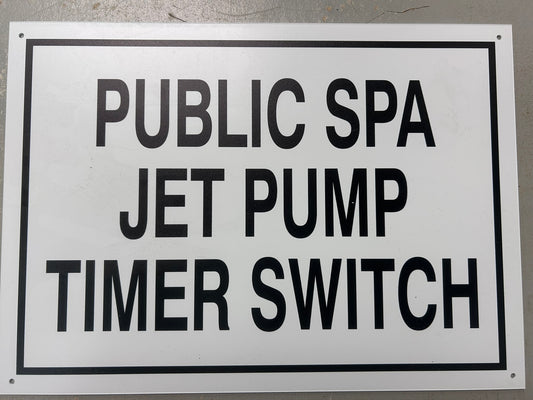 PUBLIC SPA
JET PUMP
TIMER SWITCH